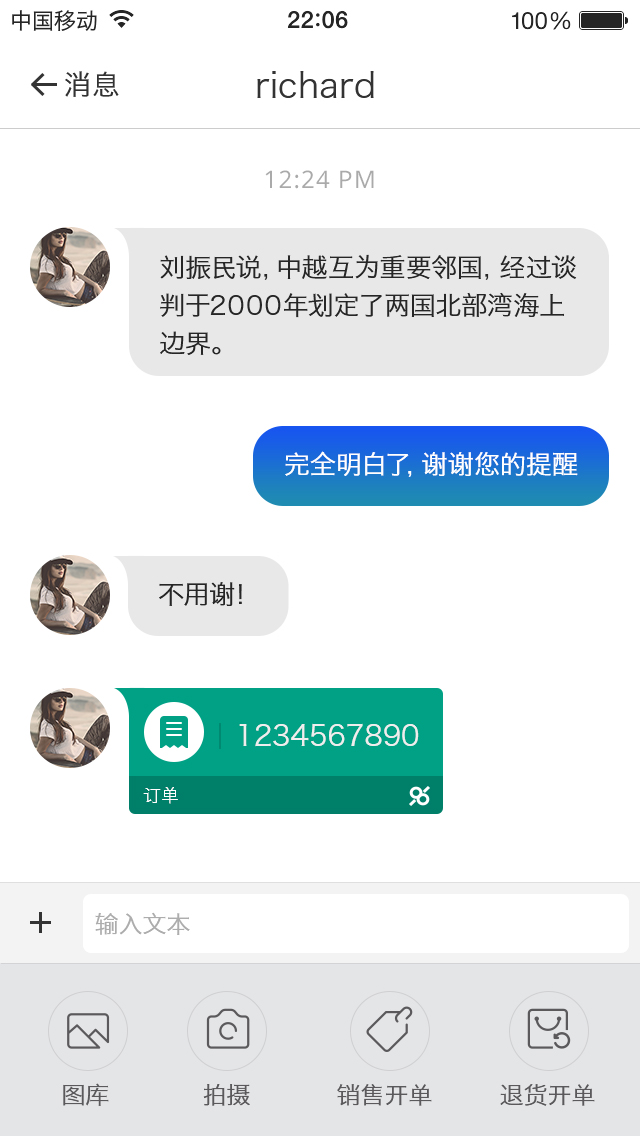 中国移动 22:06 100%
消息 richard
12:24 PM
刘振民说, 中越互为重要邻国, 经过谈
判于2000年划定了两国北部湾海上
边界。
完全明白了, 谢谢您的提醒
不用谢!
1234567890
订单
输入文本
图库 拍摄 销售开单 退货开单